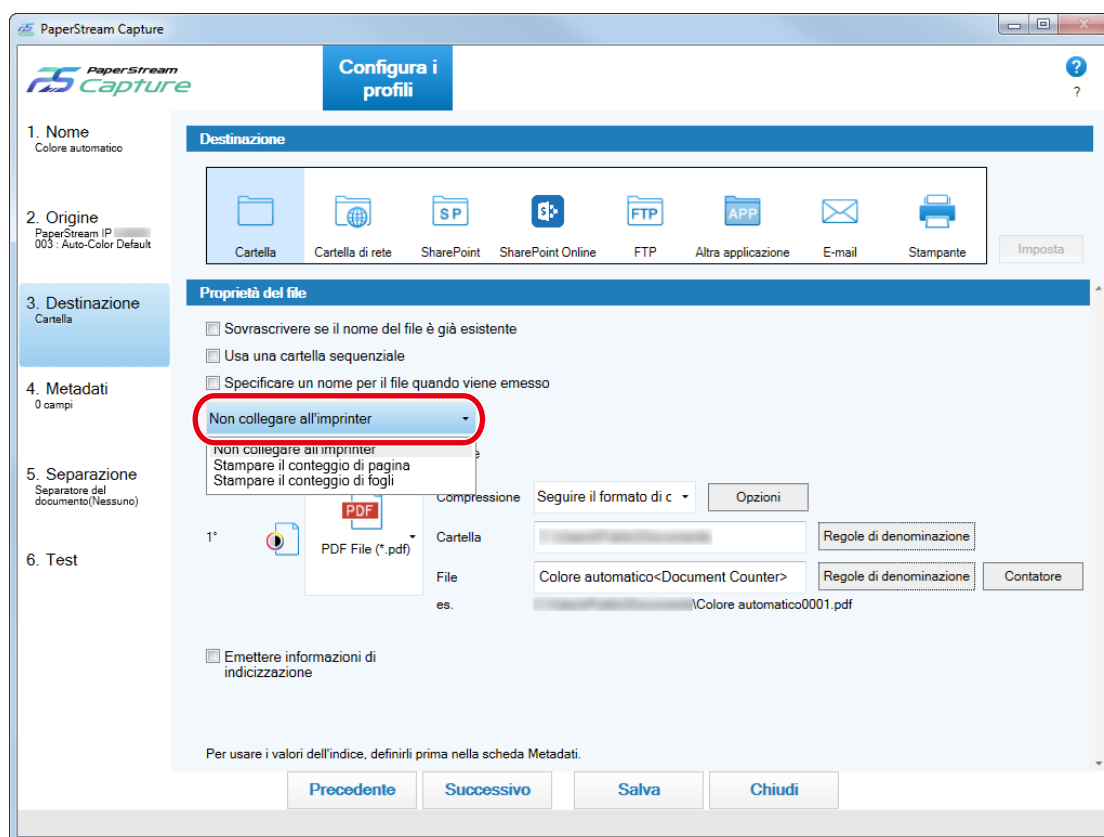 PaperStream Capture
PaperStream
Capture
Configura i
profili
?
?
1. Nome
Colore automatico
2. Origine
PaperStream IP
003 : Auto-Color Default
3. Destinazione
Cartella
4. Metadati
0 campi
5. Separazione
Separatore del
documento(Nessuno)
6. Test
Destinazione
SP
FTP
APP
Cartella
Cartella di rete
SharePoint
SharePoint Online
FTP
Altra applicazione
E-mail
Stampante
Imposta
Proprietà del file
Sovrascrivere se il nome del file è già esistente
Usa una cartella sequenziale
Specificare un nome per il file quando viene emesso
Non collegare all'imprinter
Non collegare all'imprinter
Stampare il conteggio di pagina
Stampare il conteggio di fogli
1°
PDF
PDF File (*.pdf)
Compressione
Seguire il formato di c
Opzioni
Cartella
Regole di denominazione
File
Colore automatico<Document Counter>
Regole di denominazione
Contatore
es.
\Colore automatico0001.pdf
Emettere informazioni di
indicizzazione
Per usare i valori dell'indice, definirli prima nella scheda Metadati.
Precedente
Successivo
Salva
Chiudi